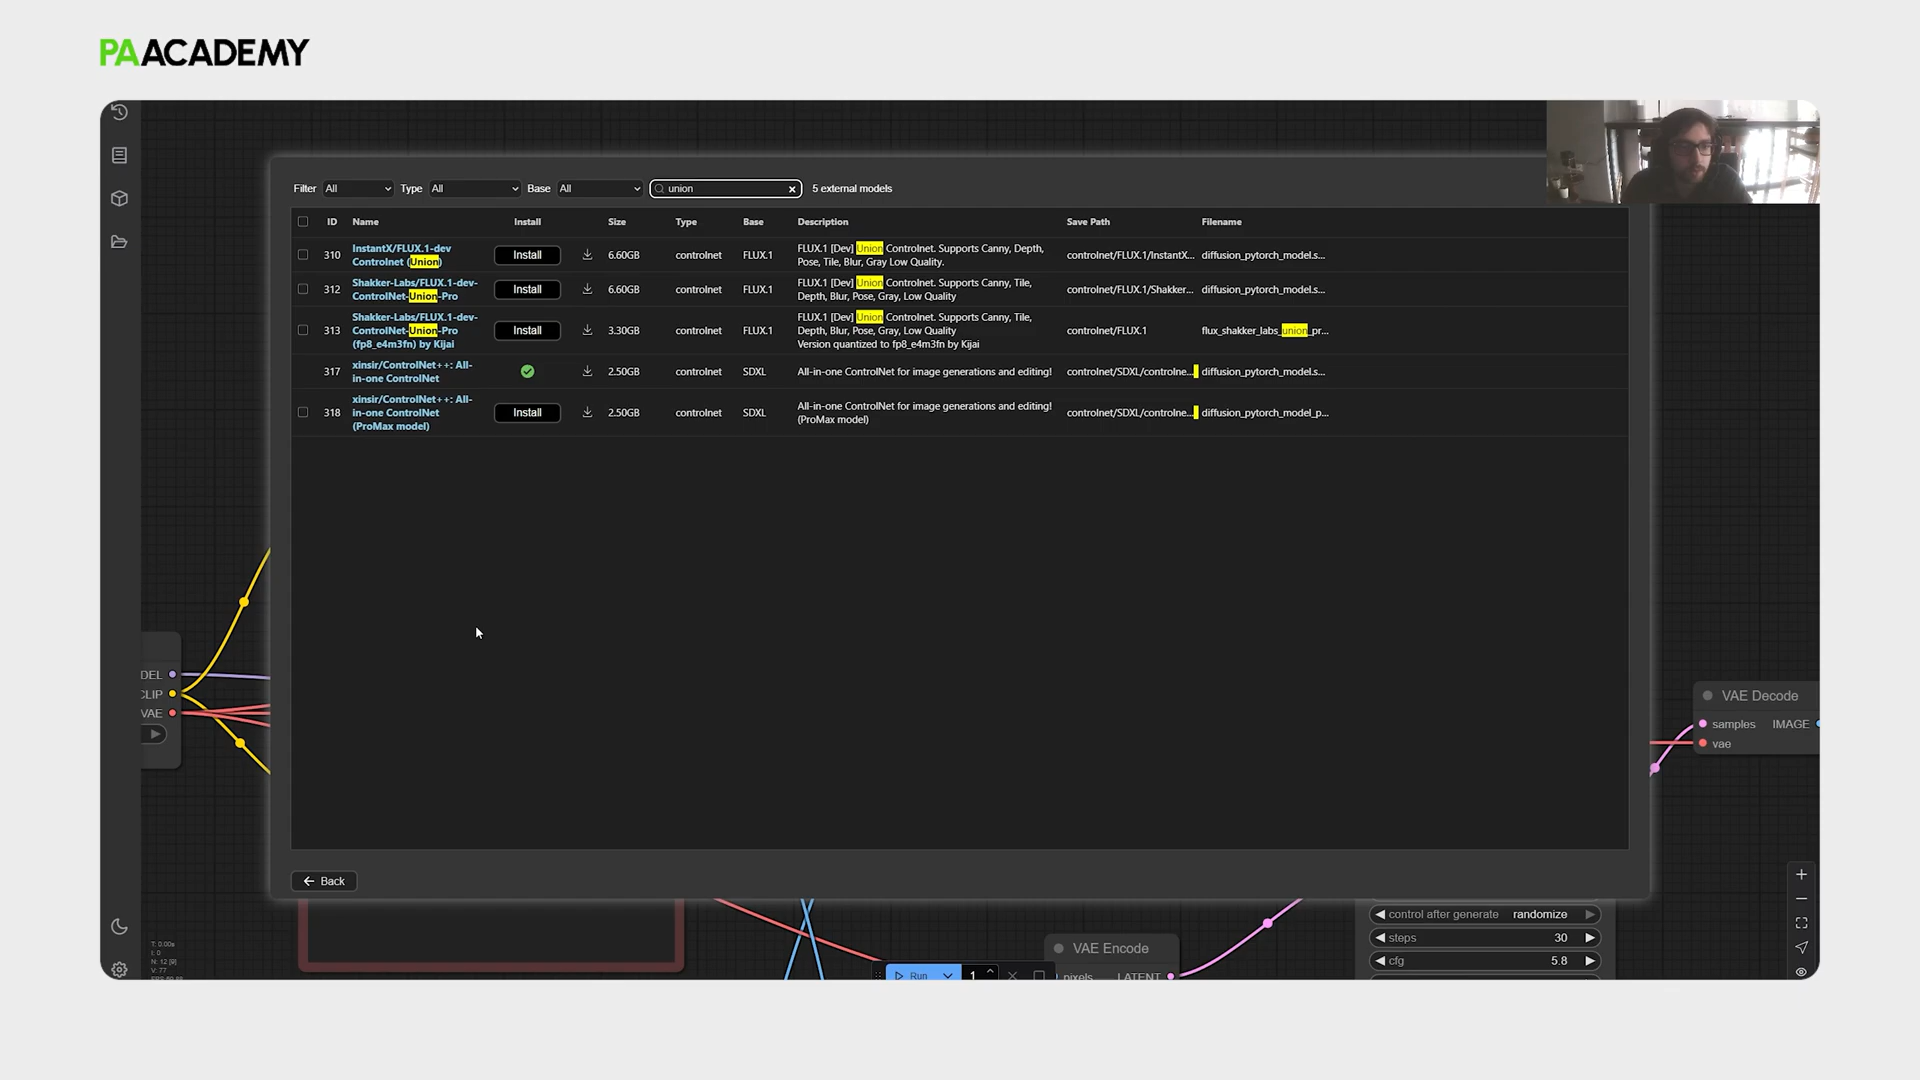 PAACADEMY
Filter All Type All Base All union 5 external models
ID Name Install Size Type Base Description Save Path Filename
310 InstantX/FLUX.1-dev Controlnet (Union) Install 6.60GB controlnet FLUX.1 FLUX.1 [Dev] Union Controlnet. Supports Canny, Depth, Pose, Tile, Blur, Gray Low Quality. controlnet/FLUX.1/InstantX... diffusion_pytorch_model.s...
312 Shakker-Labs/FLUX.1-dev-ControlNet-Union-Pro Install 6.60GB controlnet FLUX.1 FLUX.1 [Dev] Union Controlnet. Supports Canny, Tile, Depth, Blur, Pose, Gray, Low Quality controlnet/FLUX.1/Shakker... diffusion_pytorch_model.s...
313 Shakker-Labs/FLUX.1-dev-ControlNet-Union-Pro (fp8_e4m3fn) by Kijai Install 3.30GB controlnet FLUX.1 FLUX.1 [Dev] Union Controlnet. Supports Canny, Tile, Depth, Blur, Pose, Gray, Low Quality Version quantized to fp8_e4m3fn by Kijai controlnet/FLUX.1 flux_shakker_labs_union_pr...
317 xinsir/ControlNet++: All-in-one ControlNet 2.50GB controlnet SDXL All-in-one ControlNet for image generations and editing! controlnet/SDXL/controlne... diffusion_pytorch_model.s...
318 xinsir/ControlNet++: All-in-one ControlNet (ProMax model) Install 2.50GB controlnet SDXL All-in-one ControlNet for image generations and editing! (ProMax model) controlnet/SDXL/controlne... diffusion_pytorch_model_p...
DEL
CLIP
VAE
VAE Decode
samples IMAGE
vae
Back
control after generate randomize
steps 30
cfg 5.8
VAE Encode
pixels LATENT
Run 1
T: 0.00s
I: 0
N: 12 [9]
V: 77